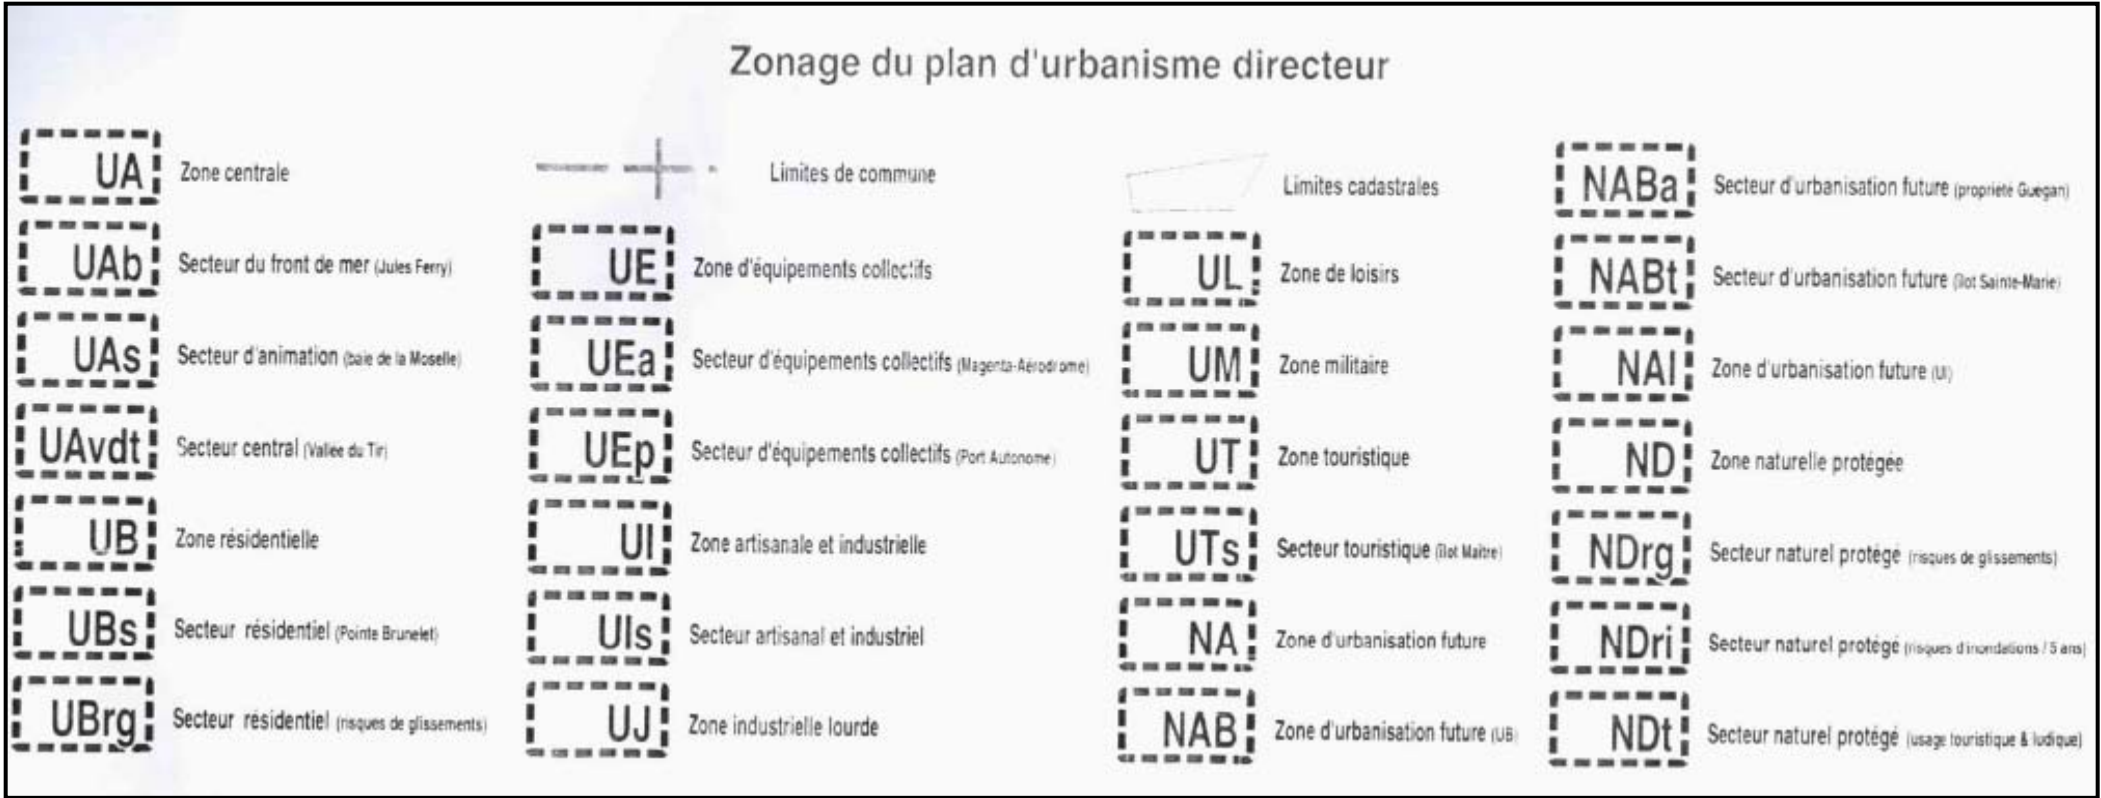 Zonage du plan d'urbanisme directeur
UA Zone centrale
UAb Secteur du front de mer (Jules Ferry)
UAs Secteur d'animation (baie de la Moselle)
UAvdt Secteur central (Vallée du Tir)
UB Zone résidentielle
UBs Secteur résidentiel (Pointe Brunelet)
UBrg Secteur résidentiel (risques de glissements)
Limites de commune
UE Zone d'équipements collectifs
UEa Secteur d'équipements collectifs (Magenta-Aérodrome)
UEp Secteur d'équipements collectifs (Port Autonome)
UI Zone artisanale et industrielle
UIs Secteur artisanal et industriel
UJ Zone industrielle lourde
Limites cadastrales
UL Zone de loisirs
UM Zone militaire
UT Zone touristique
UTs Secteur touristique (îlot Maître)
NA Zone d'urbanisation future
NAB Zone d'urbanisation future (UB)
NABa Secteur d'urbanisation future (propriété Guégan)
NABt Secteur d'urbanisation future (îlot Sainte-Marie)
NAI Zone d'urbanisation future (UI)
ND Zone naturelle protégée
NDrg Secteur naturel protégé (risques de glissements)
NDri Secteur naturel protégé (risques d'inondations / 5 ans)
NDt Secteur naturel protégé (usage touristique & ludique)